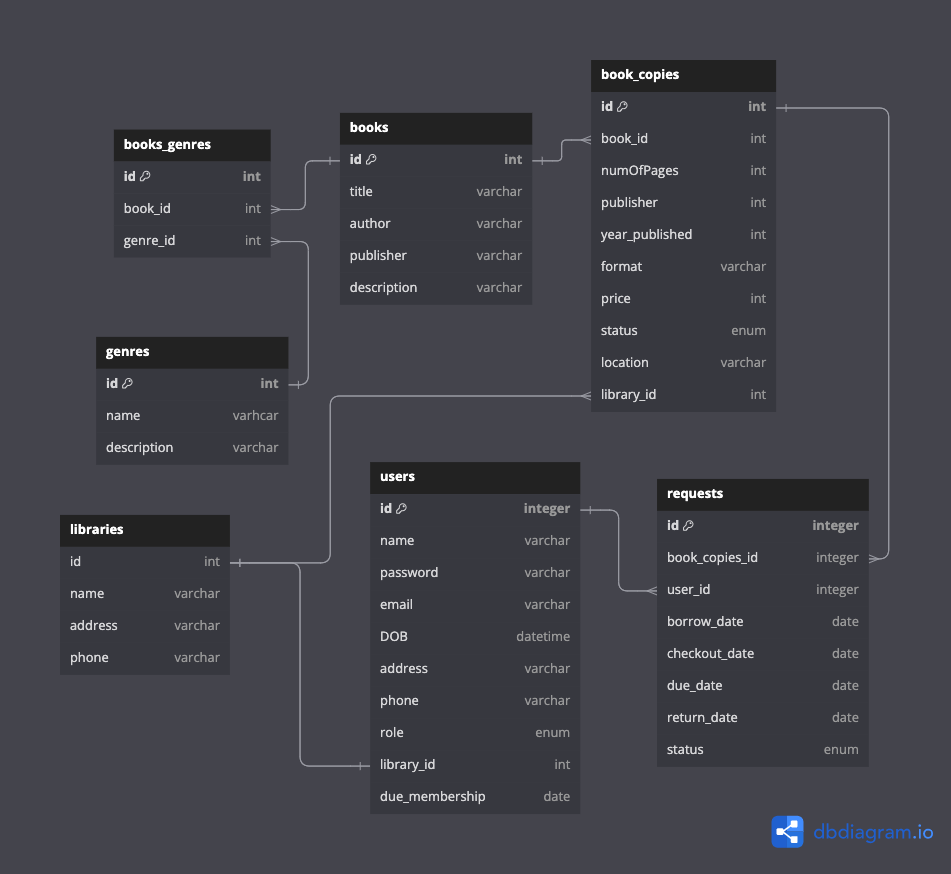 books_genres
id int
book_id int
genre_id int
books
id int
title varchar
author varchar
publisher varchar
description varchar
book_copies
id int
book_id int
numOfPages int
publisher int
year_published int
format varchar
price int
status enum
location varchar
library_id int
genres
id int
name varhcar
description varchar
libraries
id int
name varchar
address varchar
phone varchar
users
id integer
name varchar
password varchar
email varchar
DOB datetime
address varchar
phone varchar
role enum
library_id int
due_membership date
requests
id integer
book_copies_id integer
user_id integer
borrow_date date
checkout_date date
due_date date
return_date date
status enum
dbdiagram.io